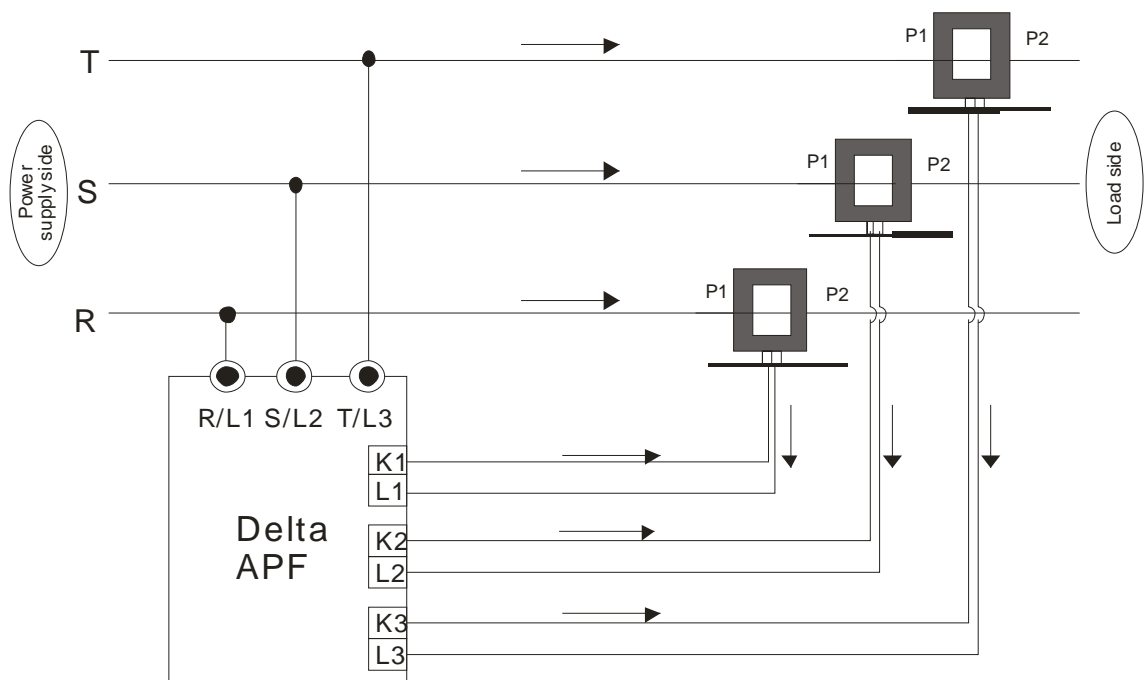 P1
P2
T
P1
P2
Power
supply side
S
Load side
P1
P2
R
R/L1 S/L2 T/L3
K1
L1
Delta
APF
K2
L2
K3
L3